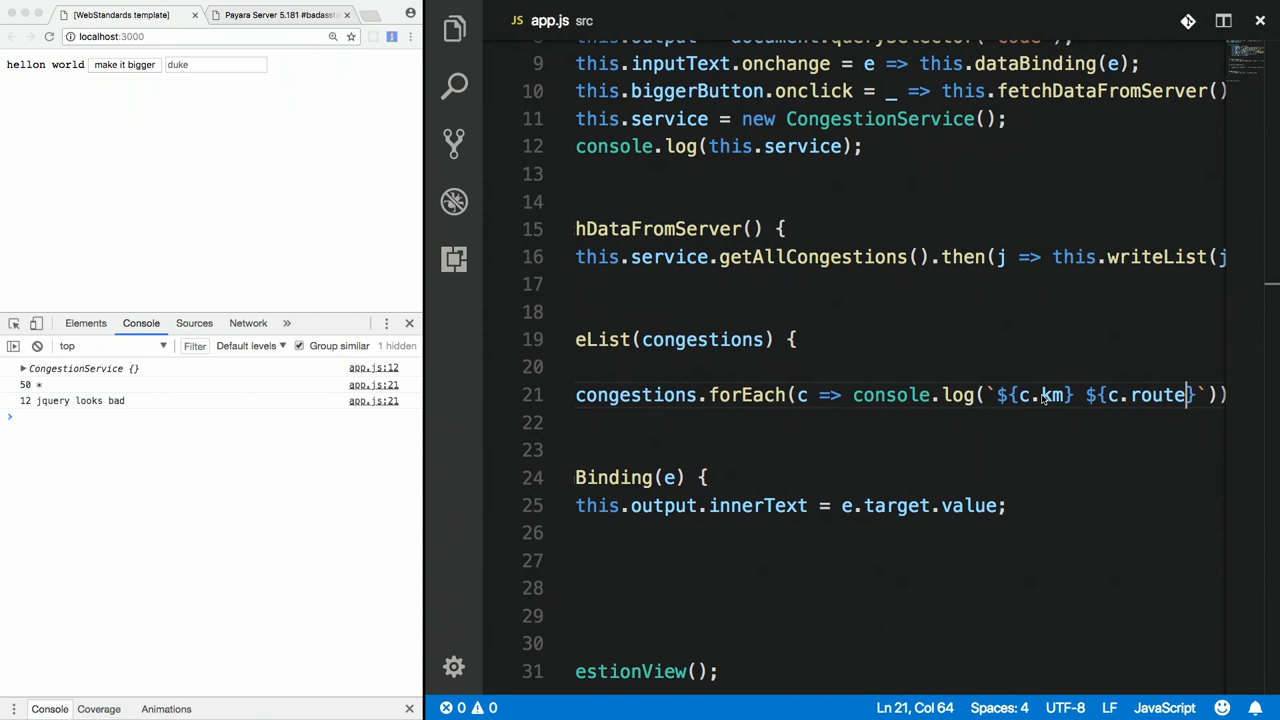 [WebStandards template]
Payara Server 5.181 #badassfis
localhost:3000
hellon world make it bigger duke
Elements Console Sources Network »
top Filter Default levels Group similar 1 hidden
CongestionService {} app.js:12
50 * app.js:21
12 jquery looks bad app.js:21
Console Coverage Animations
JS app.js src
9 this.inputText.onchange = e => this.dataBinding(e);
10 this.biggerButton.onclick = _ => this.fetchDataFromServer()
11 this.service = new CongestionService();
12 console.log(this.service);
13
14
15 hDataFromServer() {
16 this.service.getAllCongestions().then(j => this.writeList(j
17
18
19 eList(congestions) {
20
21 congestions.forEach(c => console.log(`${c.km} ${c.route}`))
22
23
24 Binding(e) {
25 this.output.innerText = e.target.value;
26
27
28
29
30
31 estionView();
0 0 Ln 21, Col 64 Spaces: 4 UTF-8 LF JavaScript